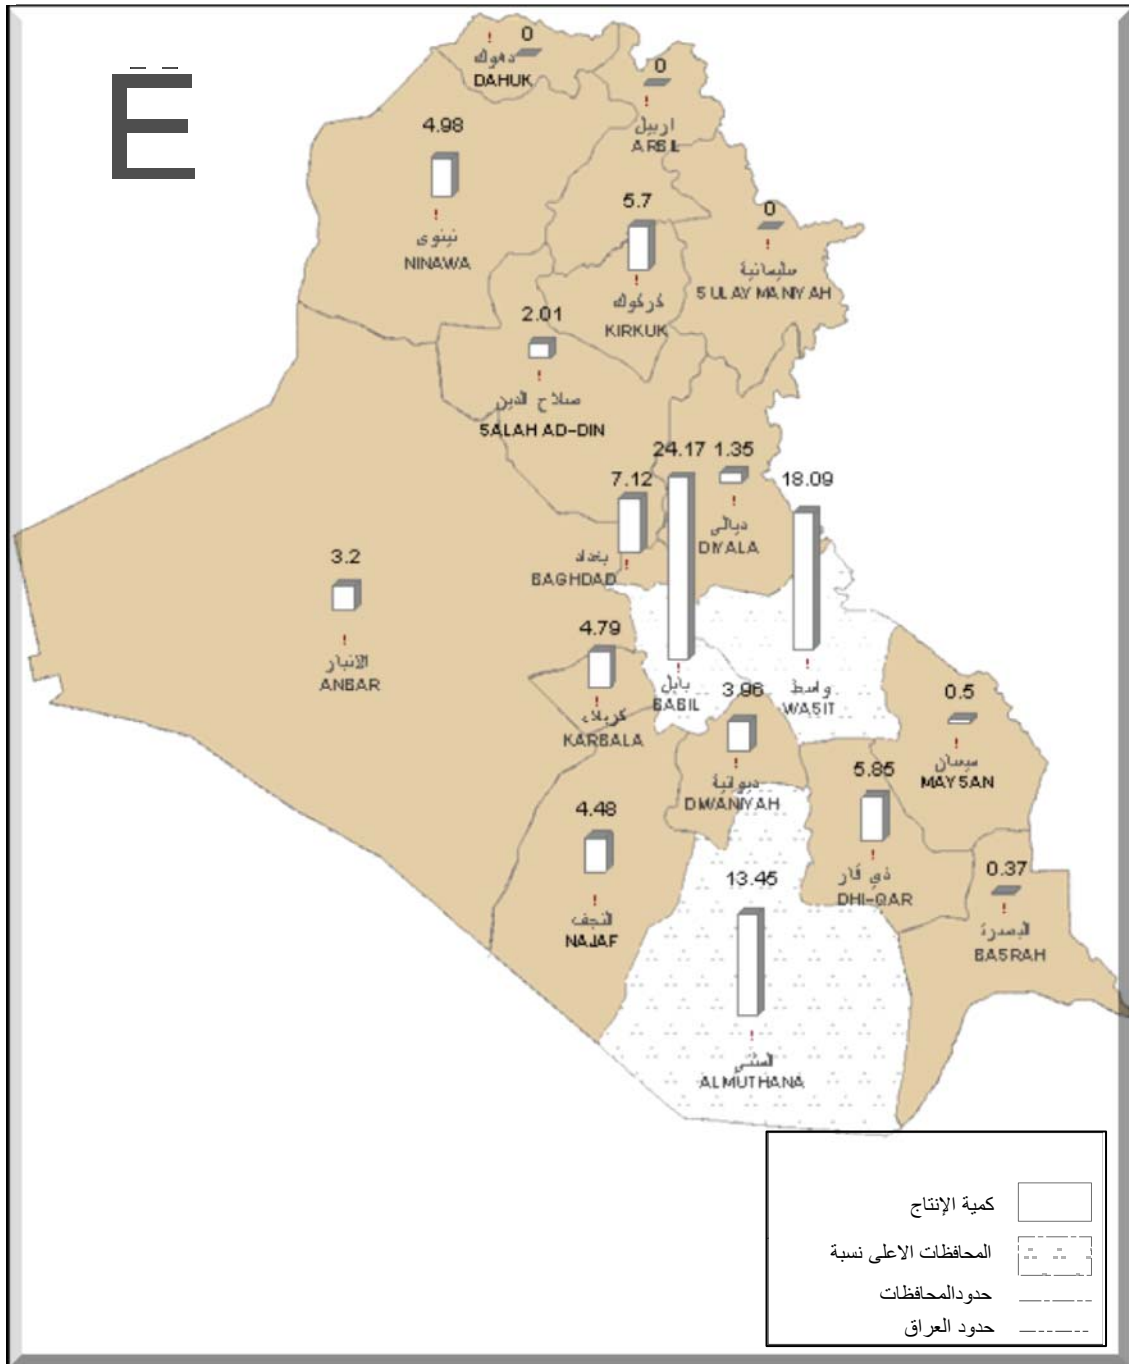 0
دهوك
DAHUK
0
اربيل
ARBIL
Ë
4.98
نينوى
NINAWA
5.7
كركوك
KIRKUK
0
سليمانية
SULAY MANIYAH
2.01
صلاح الدين
SALAH AD-DIN
24.17
1.35
ديالى
DIYALA
7.12
بغداد
BAGHDAD
18.09
واسط
WASIT
3.2
الانبار
ANBAR
4.79
كربلاء
KARBALA
بابل
BABIL
3.96
ديوانية
DIWANIYAH
0.5
ميسان
MAYSAN
5.85
ذي قار
DHI-QAR
4.48
النجف
NAJAF
13.45
المثنى
ALMUTHANA
0.37
البصرة
BASRAH
كمية الإنتاج
المحافظات الاعلى نسبة
حدودالمحافظات
حدود العراق